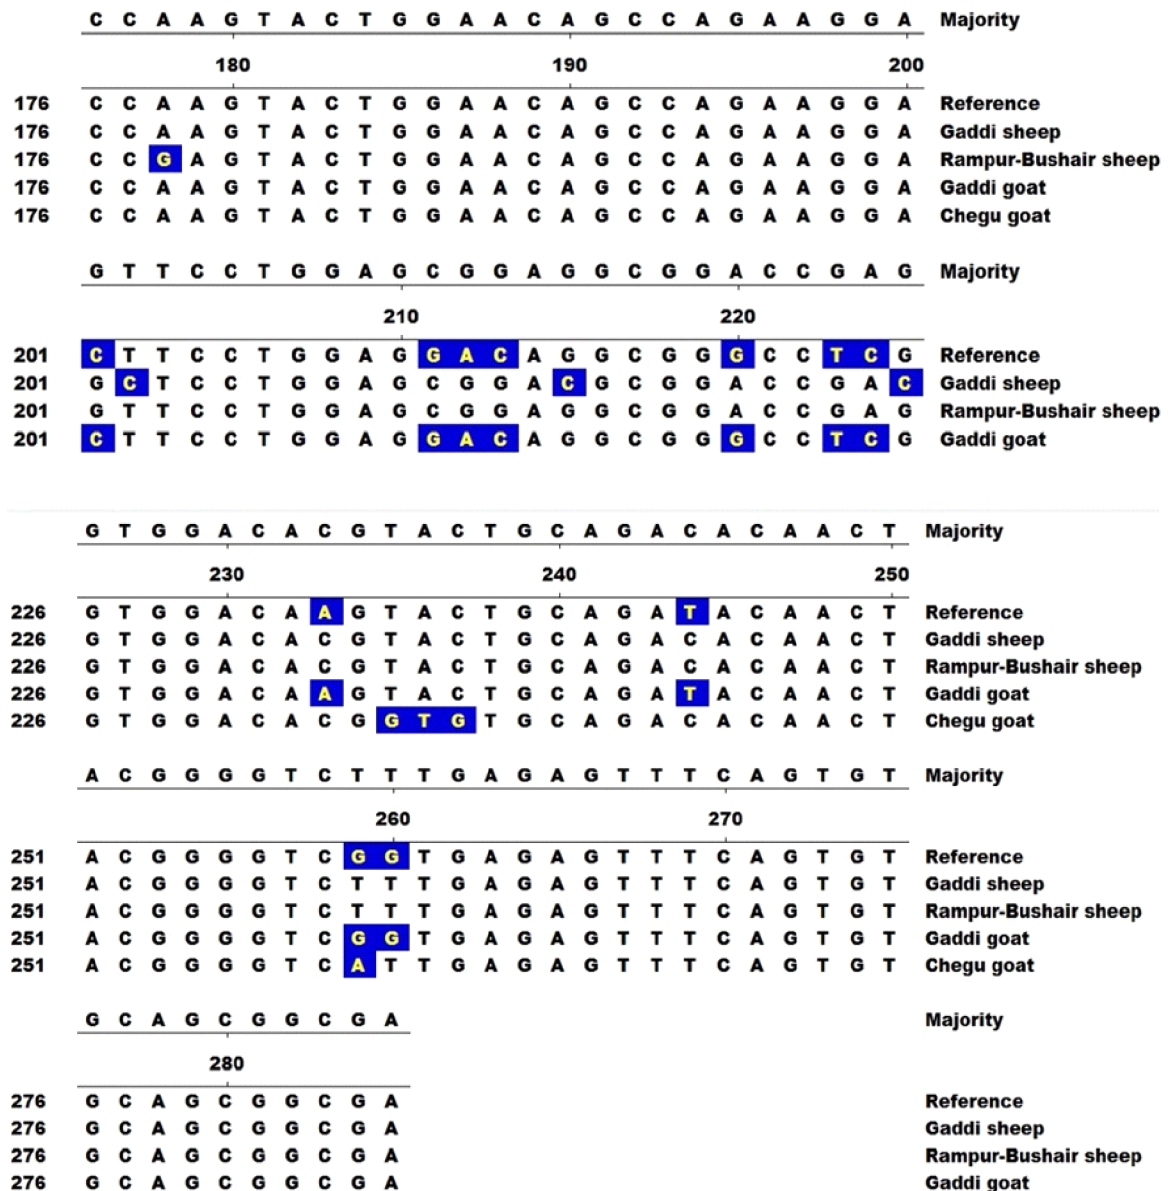 C C A A G T A C T G G A A C A G C C A G A A G G A Majority
180 190 200
176 C C A A G T A C T G G A A C A G C C A G A A G G A Reference
176 C C A A G T A C T G G A A C A G C C A G A A G G A Gaddi sheep
176 C C G A G T A C T G G A A C A G C C A G A A G G A Rampur-Bushair sheep
176 C C A A G T A C T G G A A C A G C C A G A A G G A Gaddi goat
176 C C A A G T A C T G G A A C A G C C A G A A G G A Chegu goat
G T T C C T G G A G C G G A G G C G G A C C G A G Majority
210 220
201 C T T C C T G G A G G A C A G G C G G G C C T C G Reference
201 G C T C C T G G A G C G G A C G C G G A C C G A C Gaddi sheep
201 G T T C C T G G A G C G G A G G C G G A C C G A G Rampur-Bushair sheep
201 C T T C C T G G A G G A C A G G C G G G C C T C G Gaddi goat
G T G G A C A C G T A C T G C A G A C A C A A C T Majority
230 240 250
226 G T G G A C A A G T A C T G C A G A T A C A A C T Reference
226 G T G G A C A C G T A C T G C A G A C A C A A C T Gaddi sheep
226 G T G G A C A C G T A C T G C A G A C A C A A C T Rampur-Bushair sheep
226 G T G G A C A A G T A C T G C A G A T A C A A C T Gaddi goat
226 G T G G A C A C G G T G T G C A G A C A C A A C T Chegu goat
A C G G G G T C T T T G A G A G T T T C A G T G T Majority
260 270
251 A C G G G G T C G G T G A G A G T T T C A G T G T Reference
251 A C G G G G T C T T T G A G A G T T T C A G T G T Gaddi sheep
251 A C G G G G T C T T T G A G A G T T T C A G T G T Rampur-Bushair sheep
251 A C G G G G T C G G T G A G A G T T T C A G T G T Gaddi goat
251 A C G G G G T C A T T G A G A G T T T C A G T G T Chegu goat
G C A G C G G C G A Majority
280
276 G C A G C G G C G A Reference
276 G C A G C G G C G A Gaddi sheep
276 G C A G C G G C G A Rampur-Bushair sheep
276 G C A G C G G C G A Gaddi goat